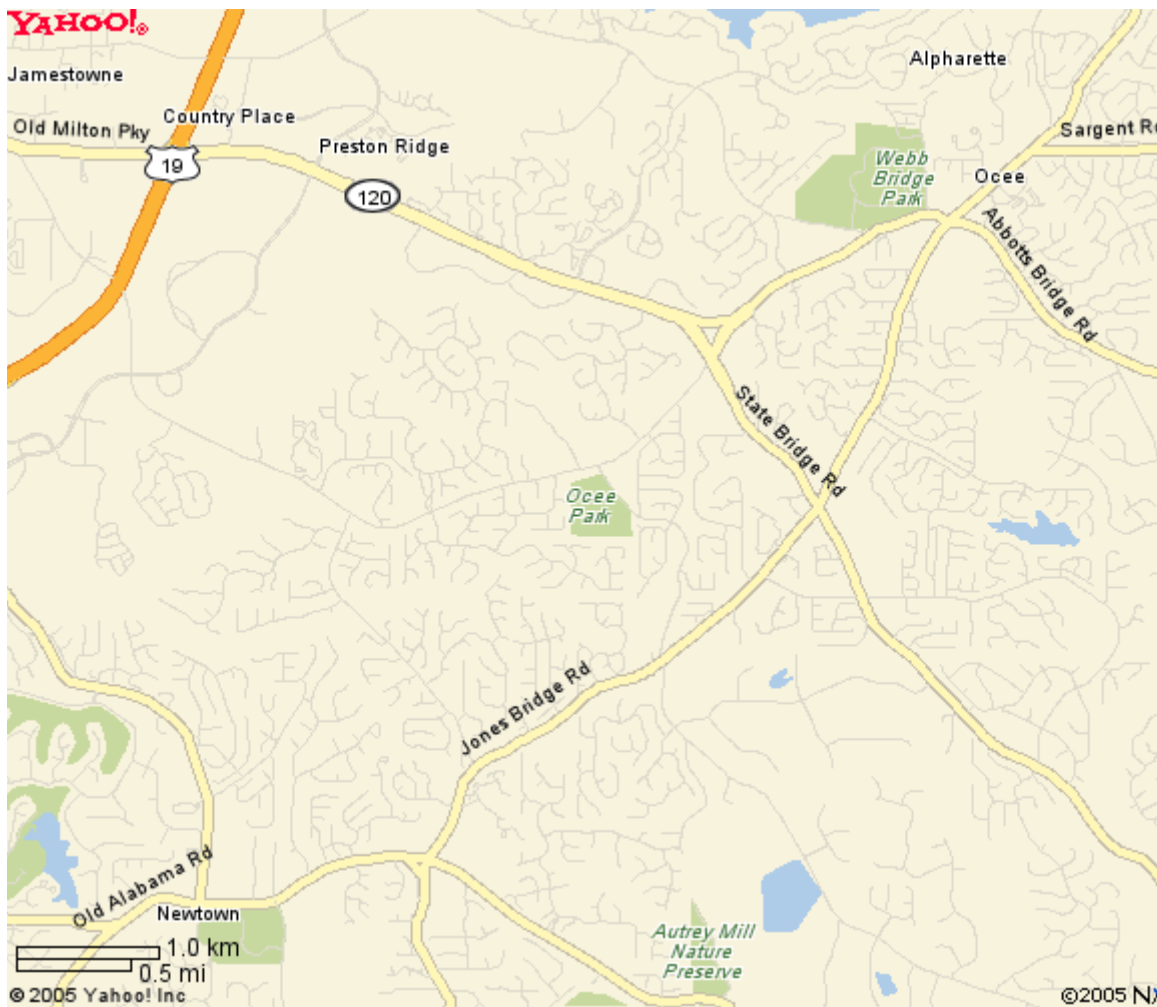 YAHOO!®
Alpharette
Jamestowne
Country Place
Old Milton Pky
Sargent Rd
Preston Ridge
19
Webb
Bridge
Park
Ocee
120
Abbotts Bridge Rd
State Bridge Rd
Ocee
Park
Jones Bridge Rd
Old Alabama Rd
Newtown
Autrey Mill
Nature
Preserve
1.0 km
0.5 mi
© 2005 Yahoo! Inc
©2005 N